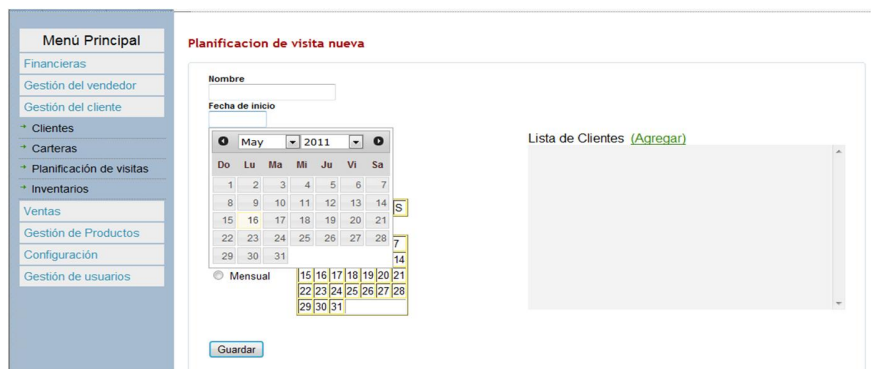 Menú Principal
Financieras
Gestión del vendedor
Gestión del cliente
Clientes
Carteras
Planificación de visitas
Inventarios
Ventas
Gestión de Productos
Configuración
Gestión de usuarios
Planificacion de visita nueva
Nombre
Fecha de inicio
May 2011
Do Lu Ma Mi Ju Vi Sa
1 2 3 4 5 6 7
8 9 10 11 12 13 14
15 16 17 18 19 20 21
22 23 24 25 26 27 28
29 30 31
S
7
14
Mensual
15 16 17 18 19 20 21
22 23 24 25 26 27 28
29 30 31
Guardar
Lista de Clientes (Agregar)